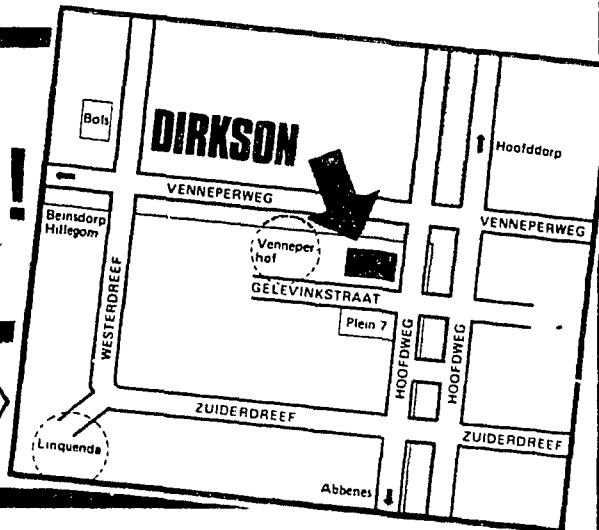 Bols
DIRKSON
!
Hoofddorp
VENNEPERWEG
Beinsdorp
Hillegom
VENNEPERWEG
Venneper
hof
WESTERDREEF
GELEVINKSTRAAT
Plein 7
HOOFDWEG
HOOFDWEG
ZUIDERDREEF
ZUIDERDREEF
Linquenda
Abbenes